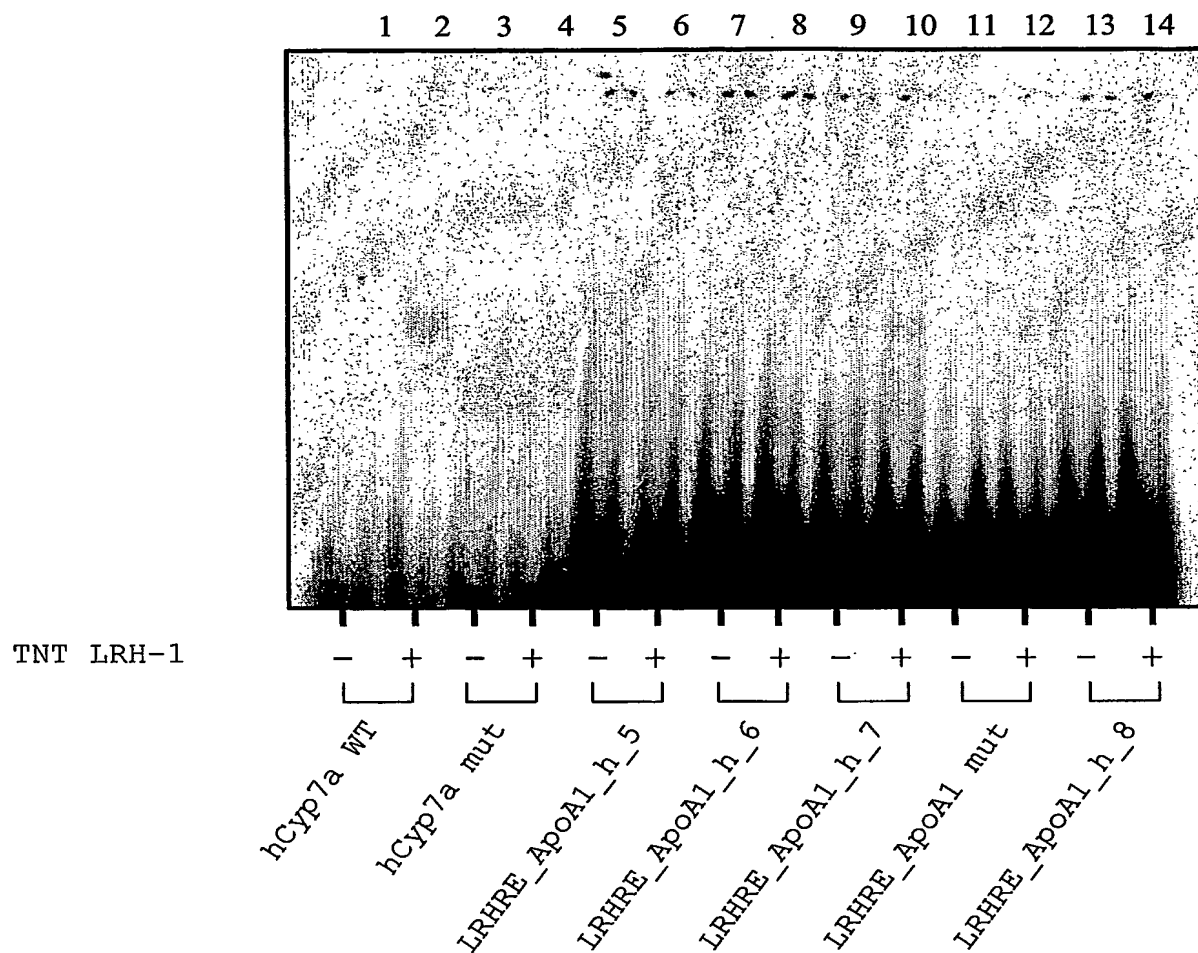 1 2 3 4 5 6 7 8 9 10 11 12 13 14
TNT LRH-1 - + - + - + - + - + - + - +
hCyp7a WT
hCyp7a mut
LRHRE_ApoA1_h_5
LRHRE_ApoA1_h_6
LRHRE_ApoA1_h_7
LRHRE_ApoA1 mut
LRHRE_ApoA1_h_8